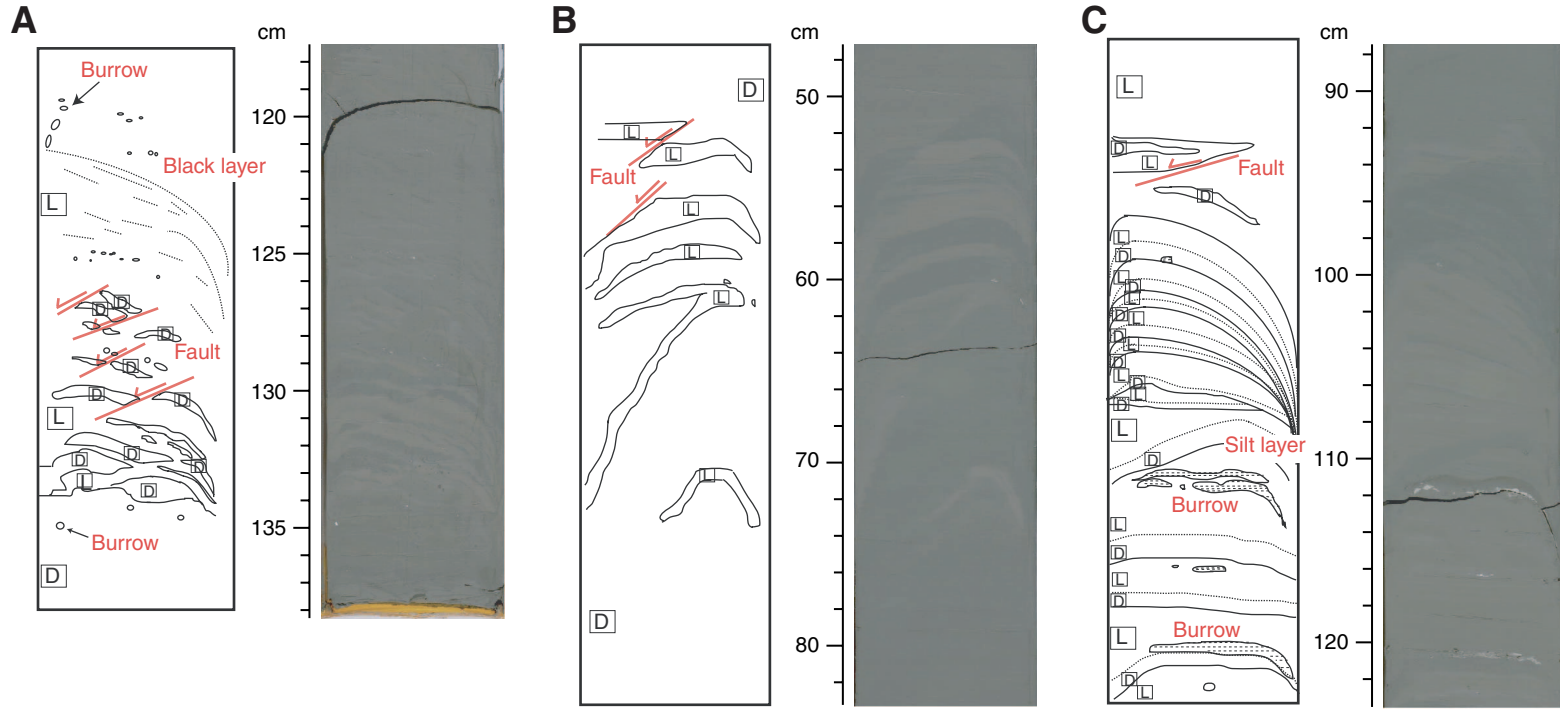 A
cm
Burrow
120
Black layer
L
125
D
D
D
Fault
D
130
D
D
L
D
D
D
L
D
135
Burrow
D
B
cm
D
50
L
L
Fault
L
L
60
L
70
L
D
80
C
cm
L
90
D
L
Fault
D
L
D
100
L
D
L
D
L
D
L
D
L
D
L
D
L
Silt layer
D
110
Burrow
L
D
L
D
Burrow
L
120
D
L